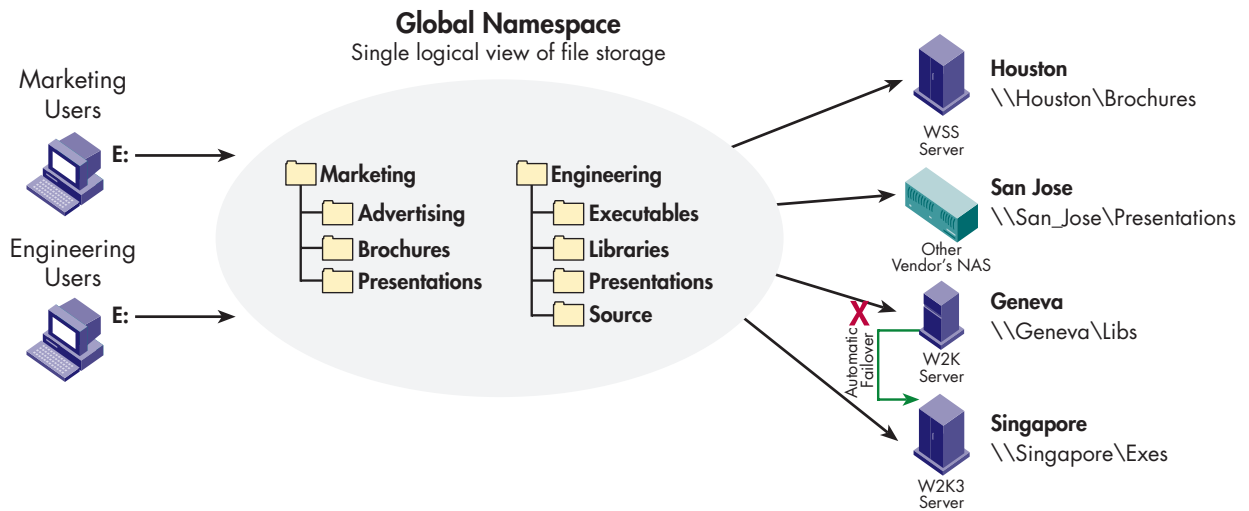 Global Namespace
Single logical view of file storage
Marketing
Users
E:
Engineering
Users
E:
Marketing
Advertising
Brochures
Presentations
Engineering
Executables
Libraries
Presentations
Source
WSS
Server
Houston
\\Houston\Brochures
Other
Vendor's NAS
San Jose
\\San_Jose\Presentations
X
Automatic
Failover
W2K
Server
Geneva
\\Geneva\Libs
W2K3
Server
Singapore
\\Singapore\Exes